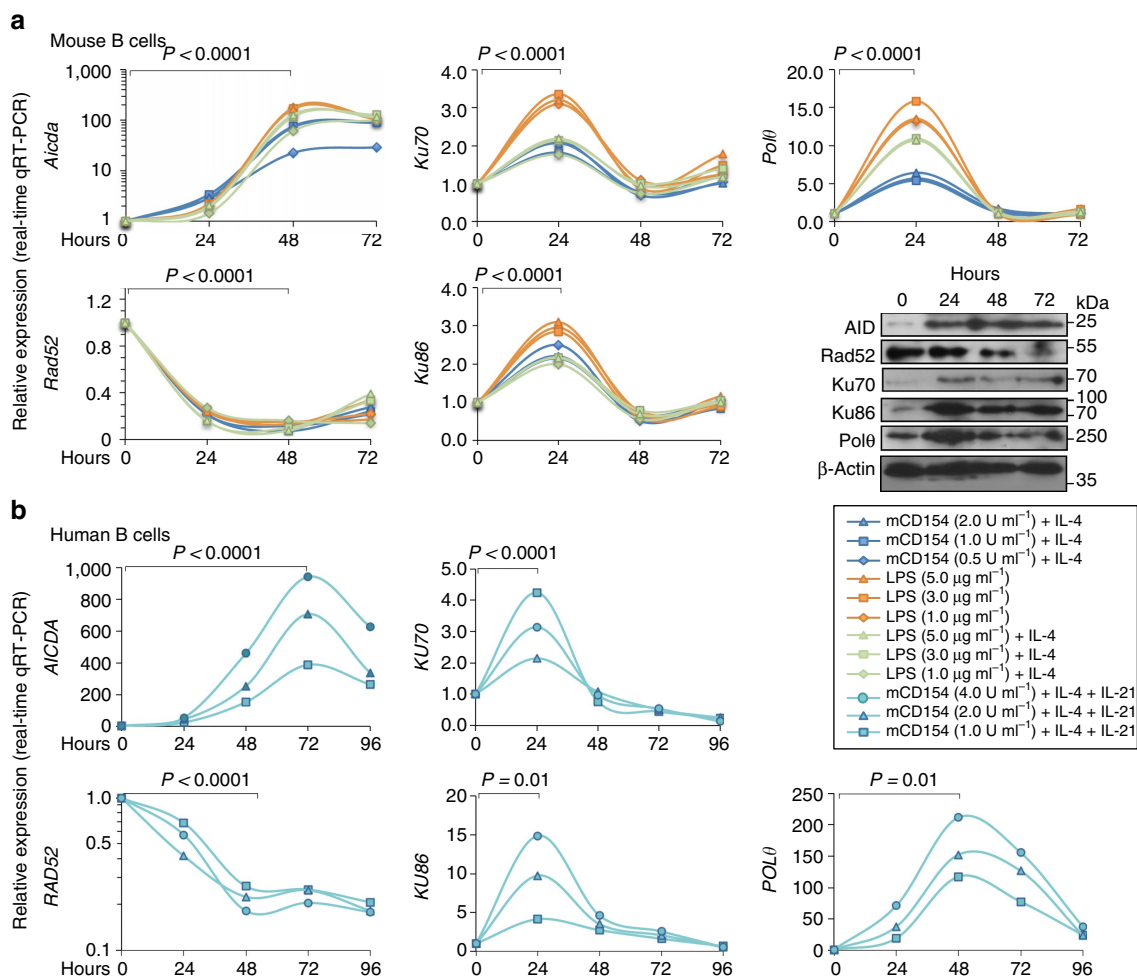 a
Mouse B cells
Relative expression (real-time qRT-PCR)
P < 0.0001
Aicda
1,000
100
10
1
Hours
0 24 48 72
P < 0.0001
Ku70
4.0
3.0
2.0
1.0
0.0
0 24 48 72
P < 0.0001
Polθ
20.0
15.0
10.0
5.0
0.0
0 24 48 72
P < 0.0001
Rad52
1.2
0.8
0.4
0
Hours
0 24 48 72
P < 0.0001
Ku86
4.0
3.0
2.0
1.0
0.0
0 24 48 72
Hours
0 24 48 72 kDa
AID 25
Rad52 55
Ku70 70
Ku86 100
70
Polθ 250
β-Actin 35
b
Human B cells
Relative expression (real-time qRT-PCR)
P < 0.0001
AICDA
1,000
800
600
400
200
0
Hours
0 24 48 72 96
P < 0.0001
KU70
5.0
4.0
3.0
2.0
1.0
0.0
0 24 48 72 96
mCD154 (2.0 U ml⁻¹) + IL-4
mCD154 (1.0 U ml⁻¹) + IL-4
mCD154 (0.5 U ml⁻¹) + IL-4
LPS (5.0 μg ml⁻¹)
LPS (3.0 μg ml⁻¹)
LPS (1.0 μg ml⁻¹)
LPS (5.0 μg ml⁻¹) + IL-4
LPS (3.0 μg ml⁻¹) + IL-4
LPS (1.0 μg ml⁻¹) + IL-4
mCD154 (4.0 U ml⁻¹) + IL-4 + IL-21
mCD154 (2.0 U ml⁻¹) + IL-4 + IL-21
mCD154 (1.0 U ml⁻¹) + IL-4 + IL-21
P < 0.0001
RAD52
1.0
0.5
0.1
Hours
0 24 48 72 96
P = 0.01
KU86
20
15
10
5
0
0 24 48 72 96
P = 0.01
POLθ
250
200
150
100
50
0
0 24 48 72 96